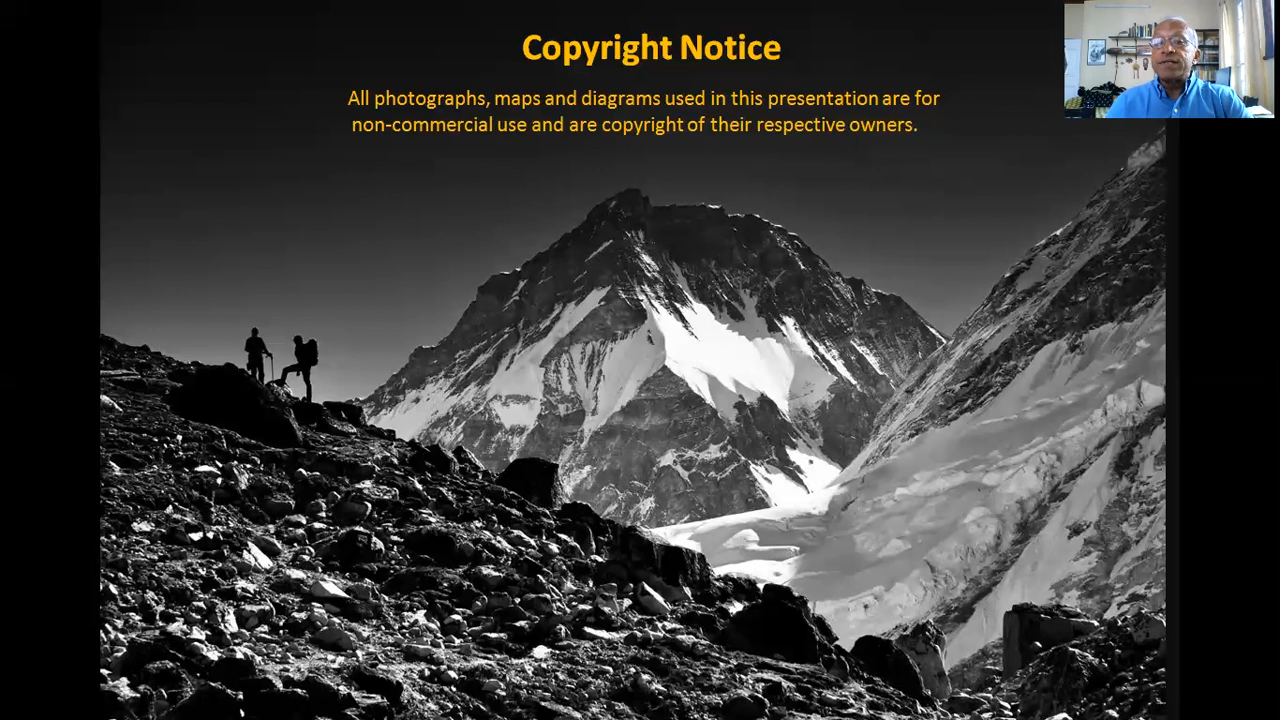 Copyright Notice
All photographs, maps and diagrams used in this presentation are for
non-commercial use and are copyright of their respective owners.